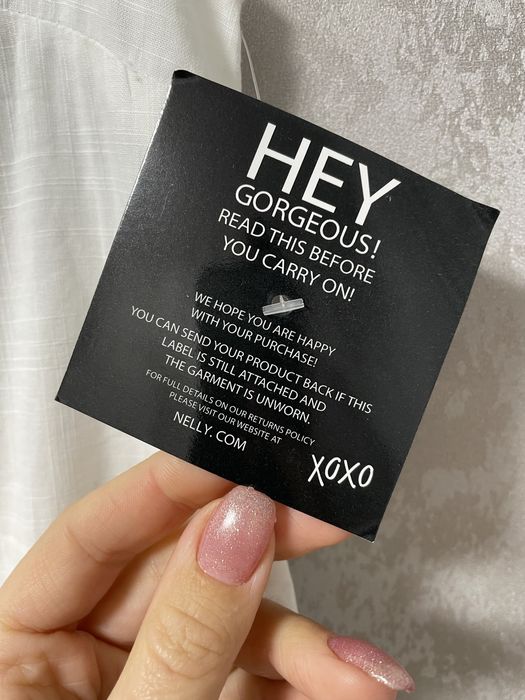 HEY
GORGEOUS!
READ THIS BEFORE
YOU CARRY ON!
WE HOPE YOU ARE HAPPY
WITH YOUR PURCHASE!
YOU CAN SEND YOUR PRODUCT BACK IF THIS
LABEL IS STILL ATTACHED AND
THE GARMENT IS UNWORN.
FOR FULL DETAILS ON OUR RETURNS POLICY
PLEASE VISIT OUR WEBSITE AT
NELLY.COM
XOXO